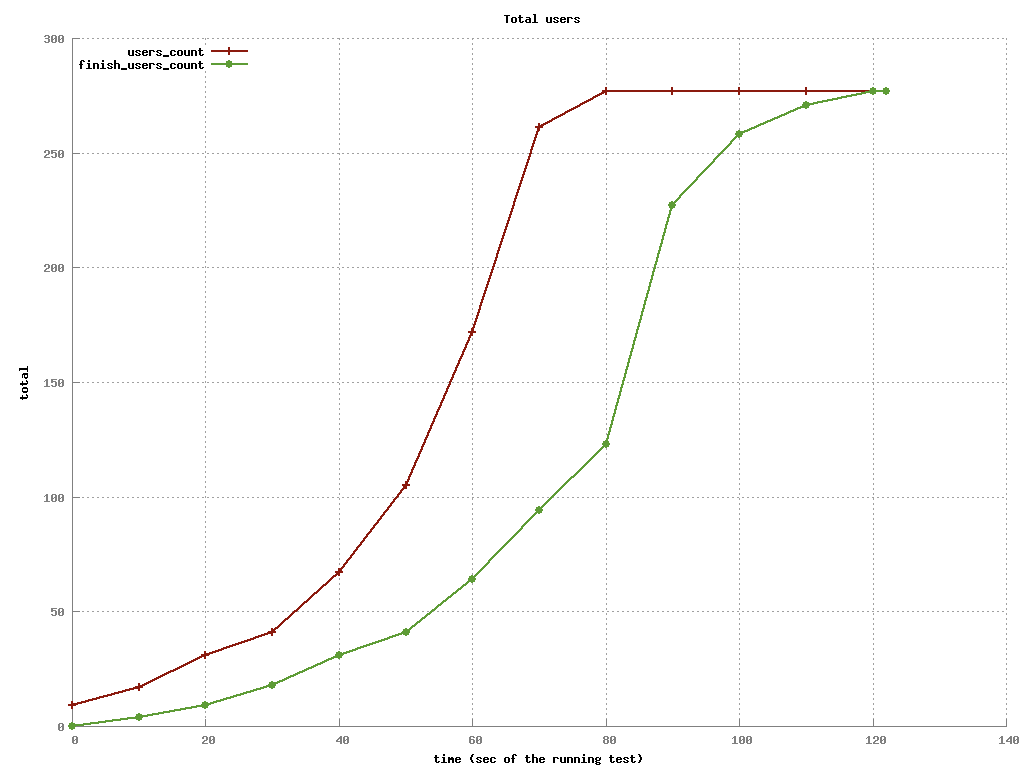 Total users
users_count
finish_users_count
300
250
200
150
100
50
0
total
0 20 40 60 80 100 120 140
time (sec of the running test)